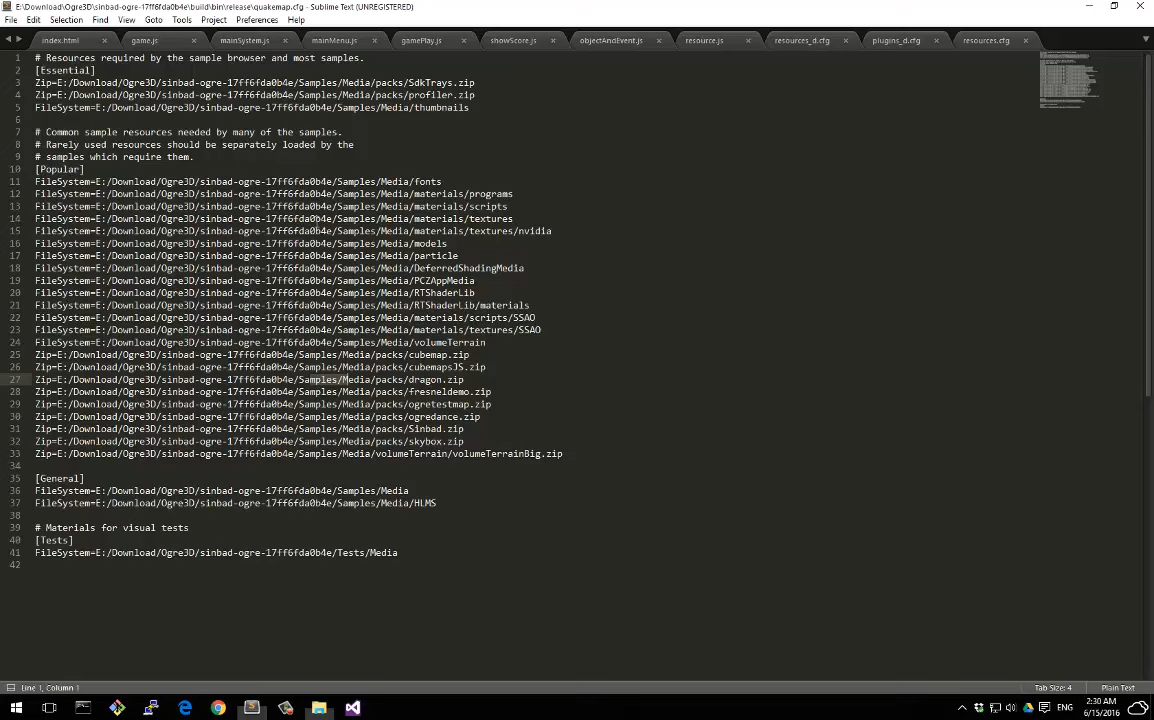 E:\Download\Ogre3D\sinbad-ogre-17ff6fda0b4e\build\bin\release\quakemap.cfg - Sublime Text (UNREGISTERED)
File Edit Selection Find View Goto Tools Project Preferences Help
index.html game.js mainSystem.js mainMenu.js gamePlay.js showScore.js objectAndEvent.js resource.js resources_d.cfg plugins_d.cfg resources.cfg
1 # Resources required by the sample browser and most samples.
2 [Essential]
3 Zip=E:/Download/Ogre3D/sinbad-ogre-17ff6fda0b4e/Samples/Media/packs/SdkTrays.zip
4 Zip=E:/Download/Ogre3D/sinbad-ogre-17ff6fda0b4e/Samples/Media/packs/profiler.zip
5 FileSystem=E:/Download/Ogre3D/sinbad-ogre-17ff6fda0b4e/Samples/Media/thumbnails
6
7 # Common sample resources needed by many of the samples.
8 # Rarely used resources should be separately loaded by the
9 # samples which require them.
10 [Popular]
11 FileSystem=E:/Download/Ogre3D/sinbad-ogre-17ff6fda0b4e/Samples/Media/fonts
12 FileSystem=E:/Download/Ogre3D/sinbad-ogre-17ff6fda0b4e/Samples/Media/materials/programs
13 FileSystem=E:/Download/Ogre3D/sinbad-ogre-17ff6fda0b4e/Samples/Media/materials/scripts
14 FileSystem=E:/Download/Ogre3D/sinbad-ogre-17ff6fda0b4e/Samples/Media/materials/textures
15 FileSystem=E:/Download/Ogre3D/sinbad-ogre-17ff6fda0b4e/Samples/Media/materials/textures/nvidia
16 FileSystem=E:/Download/Ogre3D/sinbad-ogre-17ff6fda0b4e/Samples/Media/models
17 FileSystem=E:/Download/Ogre3D/sinbad-ogre-17ff6fda0b4e/Samples/Media/particle
18 FileSystem=E:/Download/Ogre3D/sinbad-ogre-17ff6fda0b4e/Samples/Media/DeferredShadingMedia
19 FileSystem=E:/Download/Ogre3D/sinbad-ogre-17ff6fda0b4e/Samples/Media/PCZAppMedia
20 FileSystem=E:/Download/Ogre3D/sinbad-ogre-17ff6fda0b4e/Samples/Media/RTShaderLib
21 FileSystem=E:/Download/Ogre3D/sinbad-ogre-17ff6fda0b4e/Samples/Media/RTShaderLib/materials
22 FileSystem=E:/Download/Ogre3D/sinbad-ogre-17ff6fda0b4e/Samples/Media/materials/scripts/SSAO
23 FileSystem=E:/Download/Ogre3D/sinbad-ogre-17ff6fda0b4e/Samples/Media/materials/textures/SSAO
24 FileSystem=E:/Download/Ogre3D/sinbad-ogre-17ff6fda0b4e/Samples/Media/volumeTerrain
25 Zip=E:/Download/Ogre3D/sinbad-ogre-17ff6fda0b4e/Samples/Media/packs/cubemap.zip
26 Zip=E:/Download/Ogre3D/sinbad-ogre-17ff6fda0b4e/Samples/Media/packs/cubemapsJS.zip
27 Zip=E:/Download/Ogre3D/sinbad-ogre-17ff6fda0b4e/Samples/Media/packs/dragon.zip
28 Zip=E:/Download/Ogre3D/sinbad-ogre-17ff6fda0b4e/Samples/Media/packs/fresneldemo.zip
29 Zip=E:/Download/Ogre3D/sinbad-ogre-17ff6fda0b4e/Samples/Media/packs/ogretestmap.zip
30 Zip=E:/Download/Ogre3D/sinbad-ogre-17ff6fda0b4e/Samples/Media/packs/ogredance.zip
31 Zip=E:/Download/Ogre3D/sinbad-ogre-17ff6fda0b4e/Samples/Media/packs/Sinbad.zip
32 Zip=E:/Download/Ogre3D/sinbad-ogre-17ff6fda0b4e/Samples/Media/packs/skybox.zip
33 Zip=E:/Download/Ogre3D/sinbad-ogre-17ff6fda0b4e/Samples/Media/volumeTerrain/volumeTerrainBig.zip
34
35 [General]
36 FileSystem=E:/Download/Ogre3D/sinbad-ogre-17ff6fda0b4e/Samples/Media
37 FileSystem=E:/Download/Ogre3D/sinbad-ogre-17ff6fda0b4e/Samples/Media/HLMS
38
39 # Materials for visual tests
40 [Tests]
41 FileSystem=E:/Download/Ogre3D/sinbad-ogre-17ff6fda0b4e/Tests/Media
42
Line 1, Column 1 Tab Size: 4 Plain Text
ENG 2:30 AM
6/15/2016